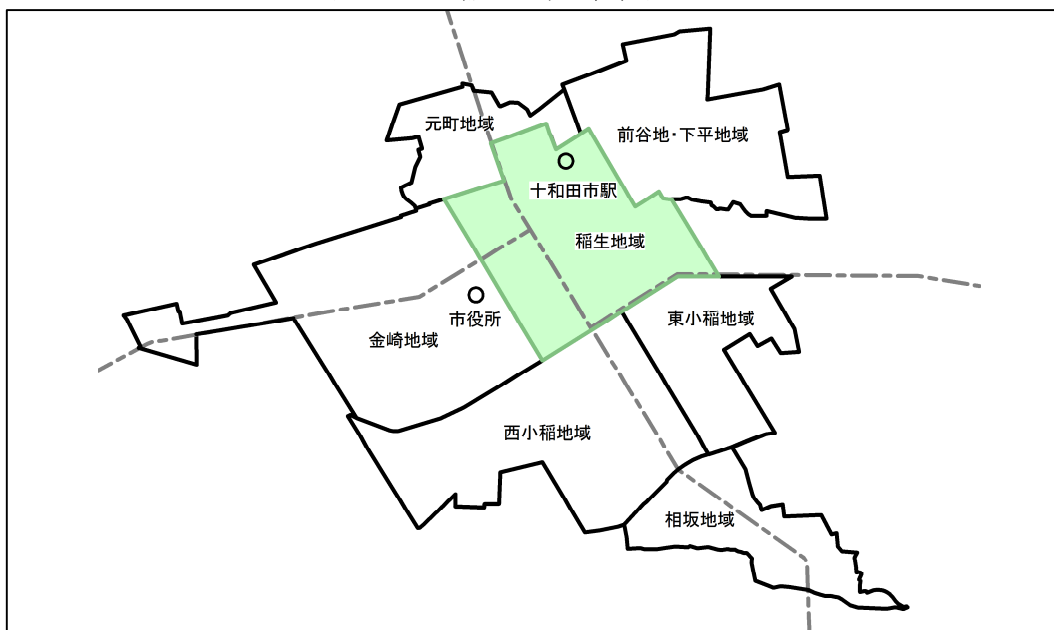 元町地域
前谷地・下平地域
十和田市駅
稲生地域
市役所
金崎地域
東小稲地域
西小稲地域
相坂地域